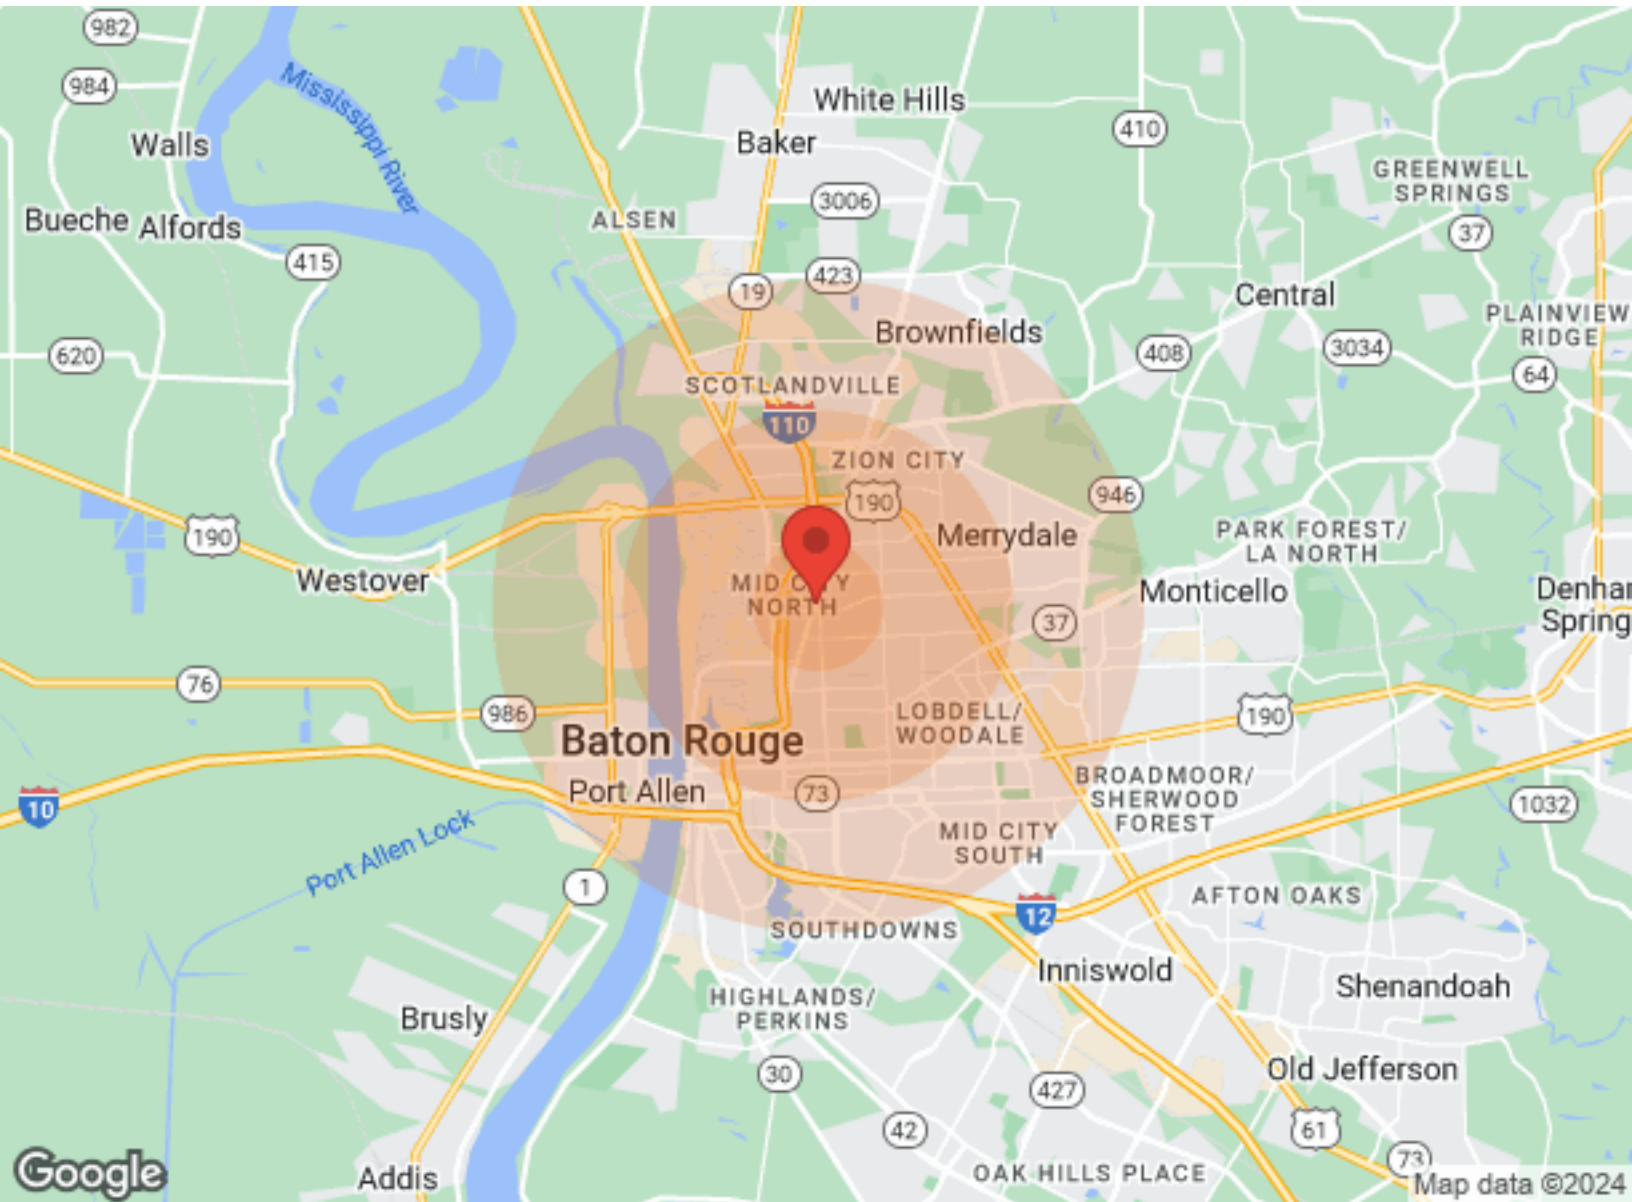 982
984
Mississippi River
Walls
White Hills
Baker
410
GREENWELL
SPRINGS
3006
Bueche
Alfords
ALSEN
37
415
423
19
Central
PLAINVIEW
RIDGE
Brownfields
620
408
3034
64
SCOTLANDVILLE
110
ZION CITY
946
190
190
Merrydale
PARK FOREST/
LA NORTH
Westover
MID CITY
NORTH
Monticello
Denhar
Spring
37
76
986
LOBDELL/
WOODALE
190
Baton Rouge
Port Allen
73
BROADMOOR/
SHERWOOD
FOREST
10
1032
Port Allen Lock
MID CITY
SOUTH
1
AFTON OAKS
12
SOUTHDOWNS
Inniswold
Shenandoah
HIGHLANDS/
PERKINS
Brusly
30
427
Old Jefferson
42
61
73
Google
Addis
OAK HILLS PLACE
Map data ©2024